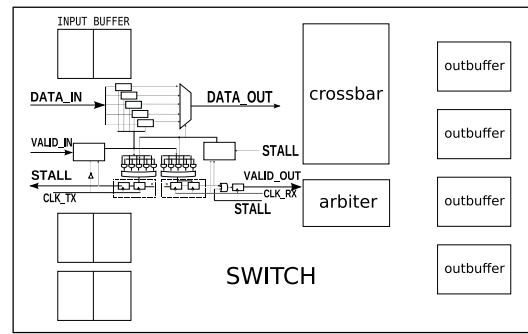 INPUT BUFFER
DATA_IN
DATA_OUT
crossbar
outbuffer
outbuffer
VALID_IN
STALL
STALL
VALID_OUT
CLK_TX
CLK_RX
STALL
arbiter
outbuffer
outbuffer
SWITCH